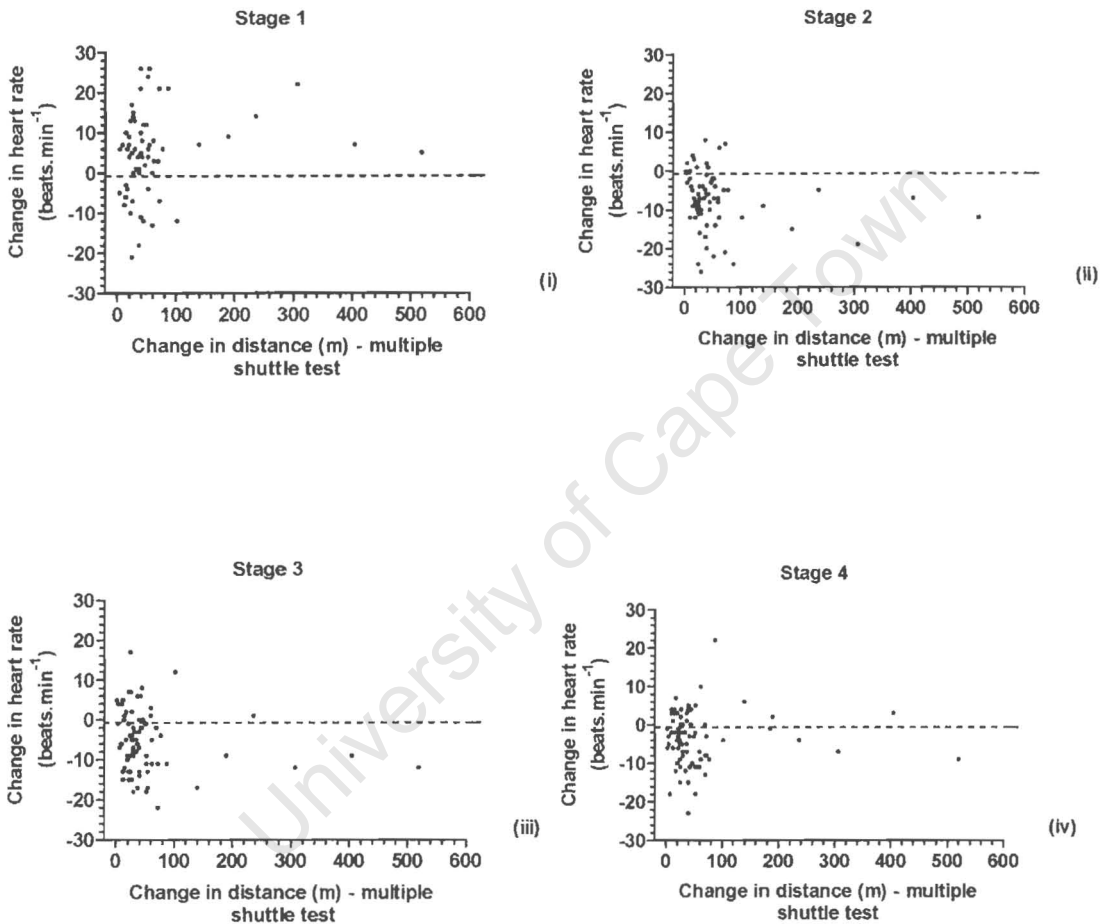 Stage 1
30
20
10
0
-10
-20
-30
Change in heart rate
(beats.min⁻¹)
0 100 200 300 400 500 600
Change in distance (m) - multiple
shuttle test
(i)
Stage 2
30
20
10
0
-10
-20
-30
Change in heart rate
(beats.min⁻¹)
0 100 200 300 400 500 600
Change in distance (m) - multiple
shuttle test
(ii)
University of Cape Town
Stage 3
30
20
10
0
-10
-20
-30
Change in heart rate
(beats.min⁻¹)
0 100 200 300 400 500 600
Change in distance (m) - multiple
shuttle test
(iii)
Stage 4
30
20
10
0
-10
-20
-30
Change in heart rate
(beats.min⁻¹)
0 100 200 300 400 500 600
Change in distance (m) - multiple
shuttle test
(iv)